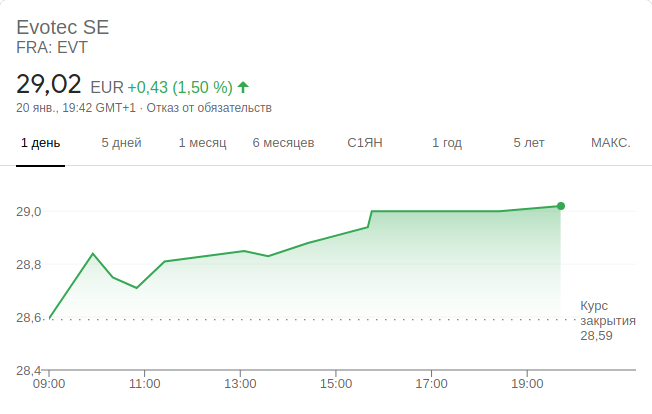 Evotec SE
FRA: EVT
29,02 EUR +0,43 (1,50 %)
20 янв., 19:42 GMT+1 · Отказ от обязательств
1 день 5 дней 1 месяц 6 месяцев С1ЯН 1 год 5 лет МАКС.
29,0
28,8
28,6
28,4
Курс
закрытия
28,59
09:00 11:00 13:00 15:00 17:00 19:00